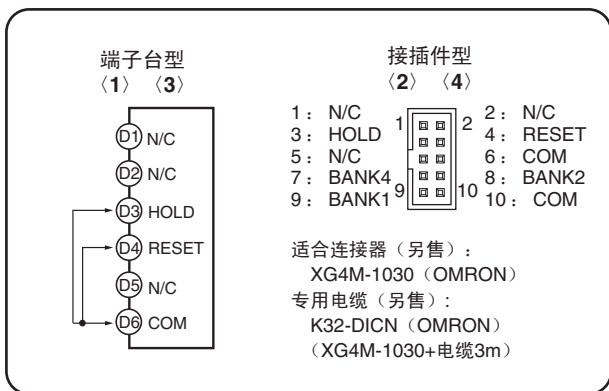 端子台型
〈1〉 〈3〉
D1 N/C
D2 N/C
D3 HOLD
D4 RESET
D5 N/C
D6 COM
接插件型
〈2〉 〈4〉
1： N/C
3： HOLD
5： N/C
7： BANK4
9： BANK1
1 2
9 10
2： N/C
4： RESET
6： COM
8： BANK2
10： COM
适合连接器（另售）：
XG4M-1030（OMRON）
专用电缆（另售）：
K32-DICN（OMRON）
（XG4M-1030+电缆3m）